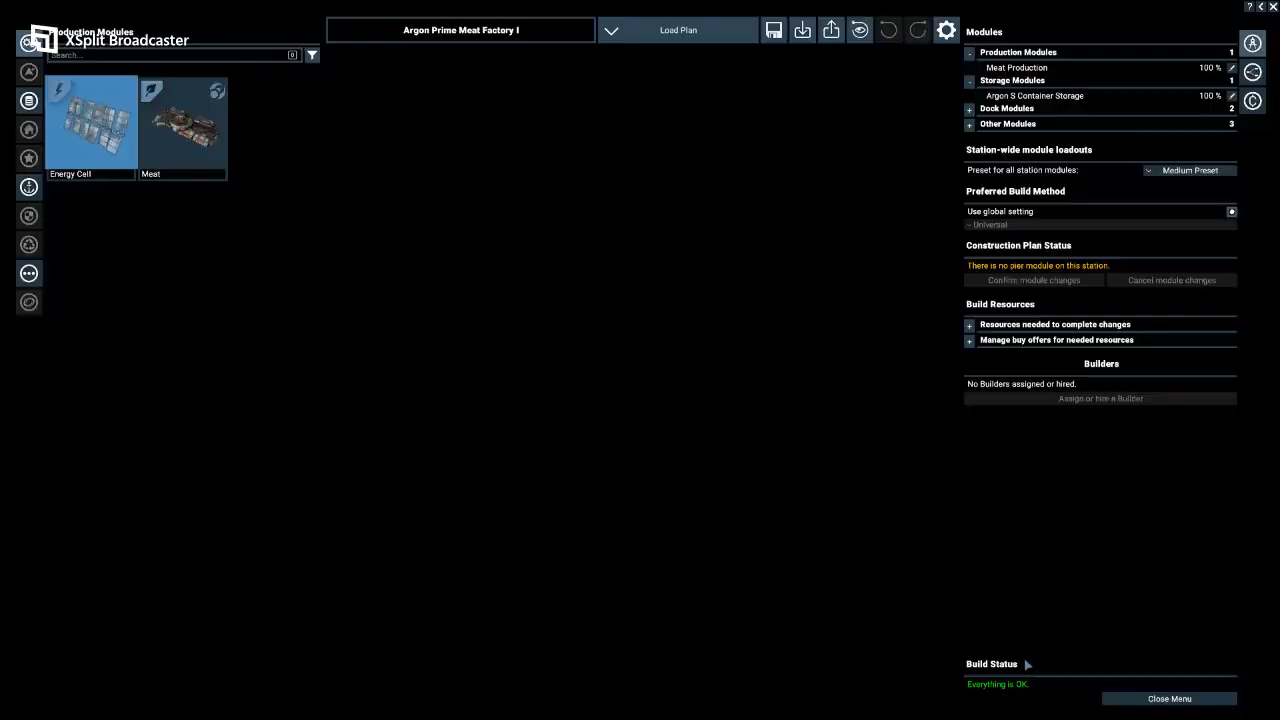 Production Modules
XSplit Broadcaster
Search...
Energy Cell
Meat
Argon Prime Meat Factory I
Load Plan
Modules
Production Modules 1
Meat Production 100 %
Storage Modules 1
Argon S Container Storage 100 %
Dock Modules 2
Other Modules 3
Station-wide module loadouts
Preset for all station modules: Medium Preset
Preferred Build Method
Use global setting
- Universal
Construction Plan Status
There is no pier module on this station.
Confirm module changes Cancel module changes
Build Resources
Resources needed to complete changes
Manage buy offers for needed resources
Builders
No Builders assigned or hired.
Assign or hire a Builder
Build Status
Everything is OK.
Close Menu